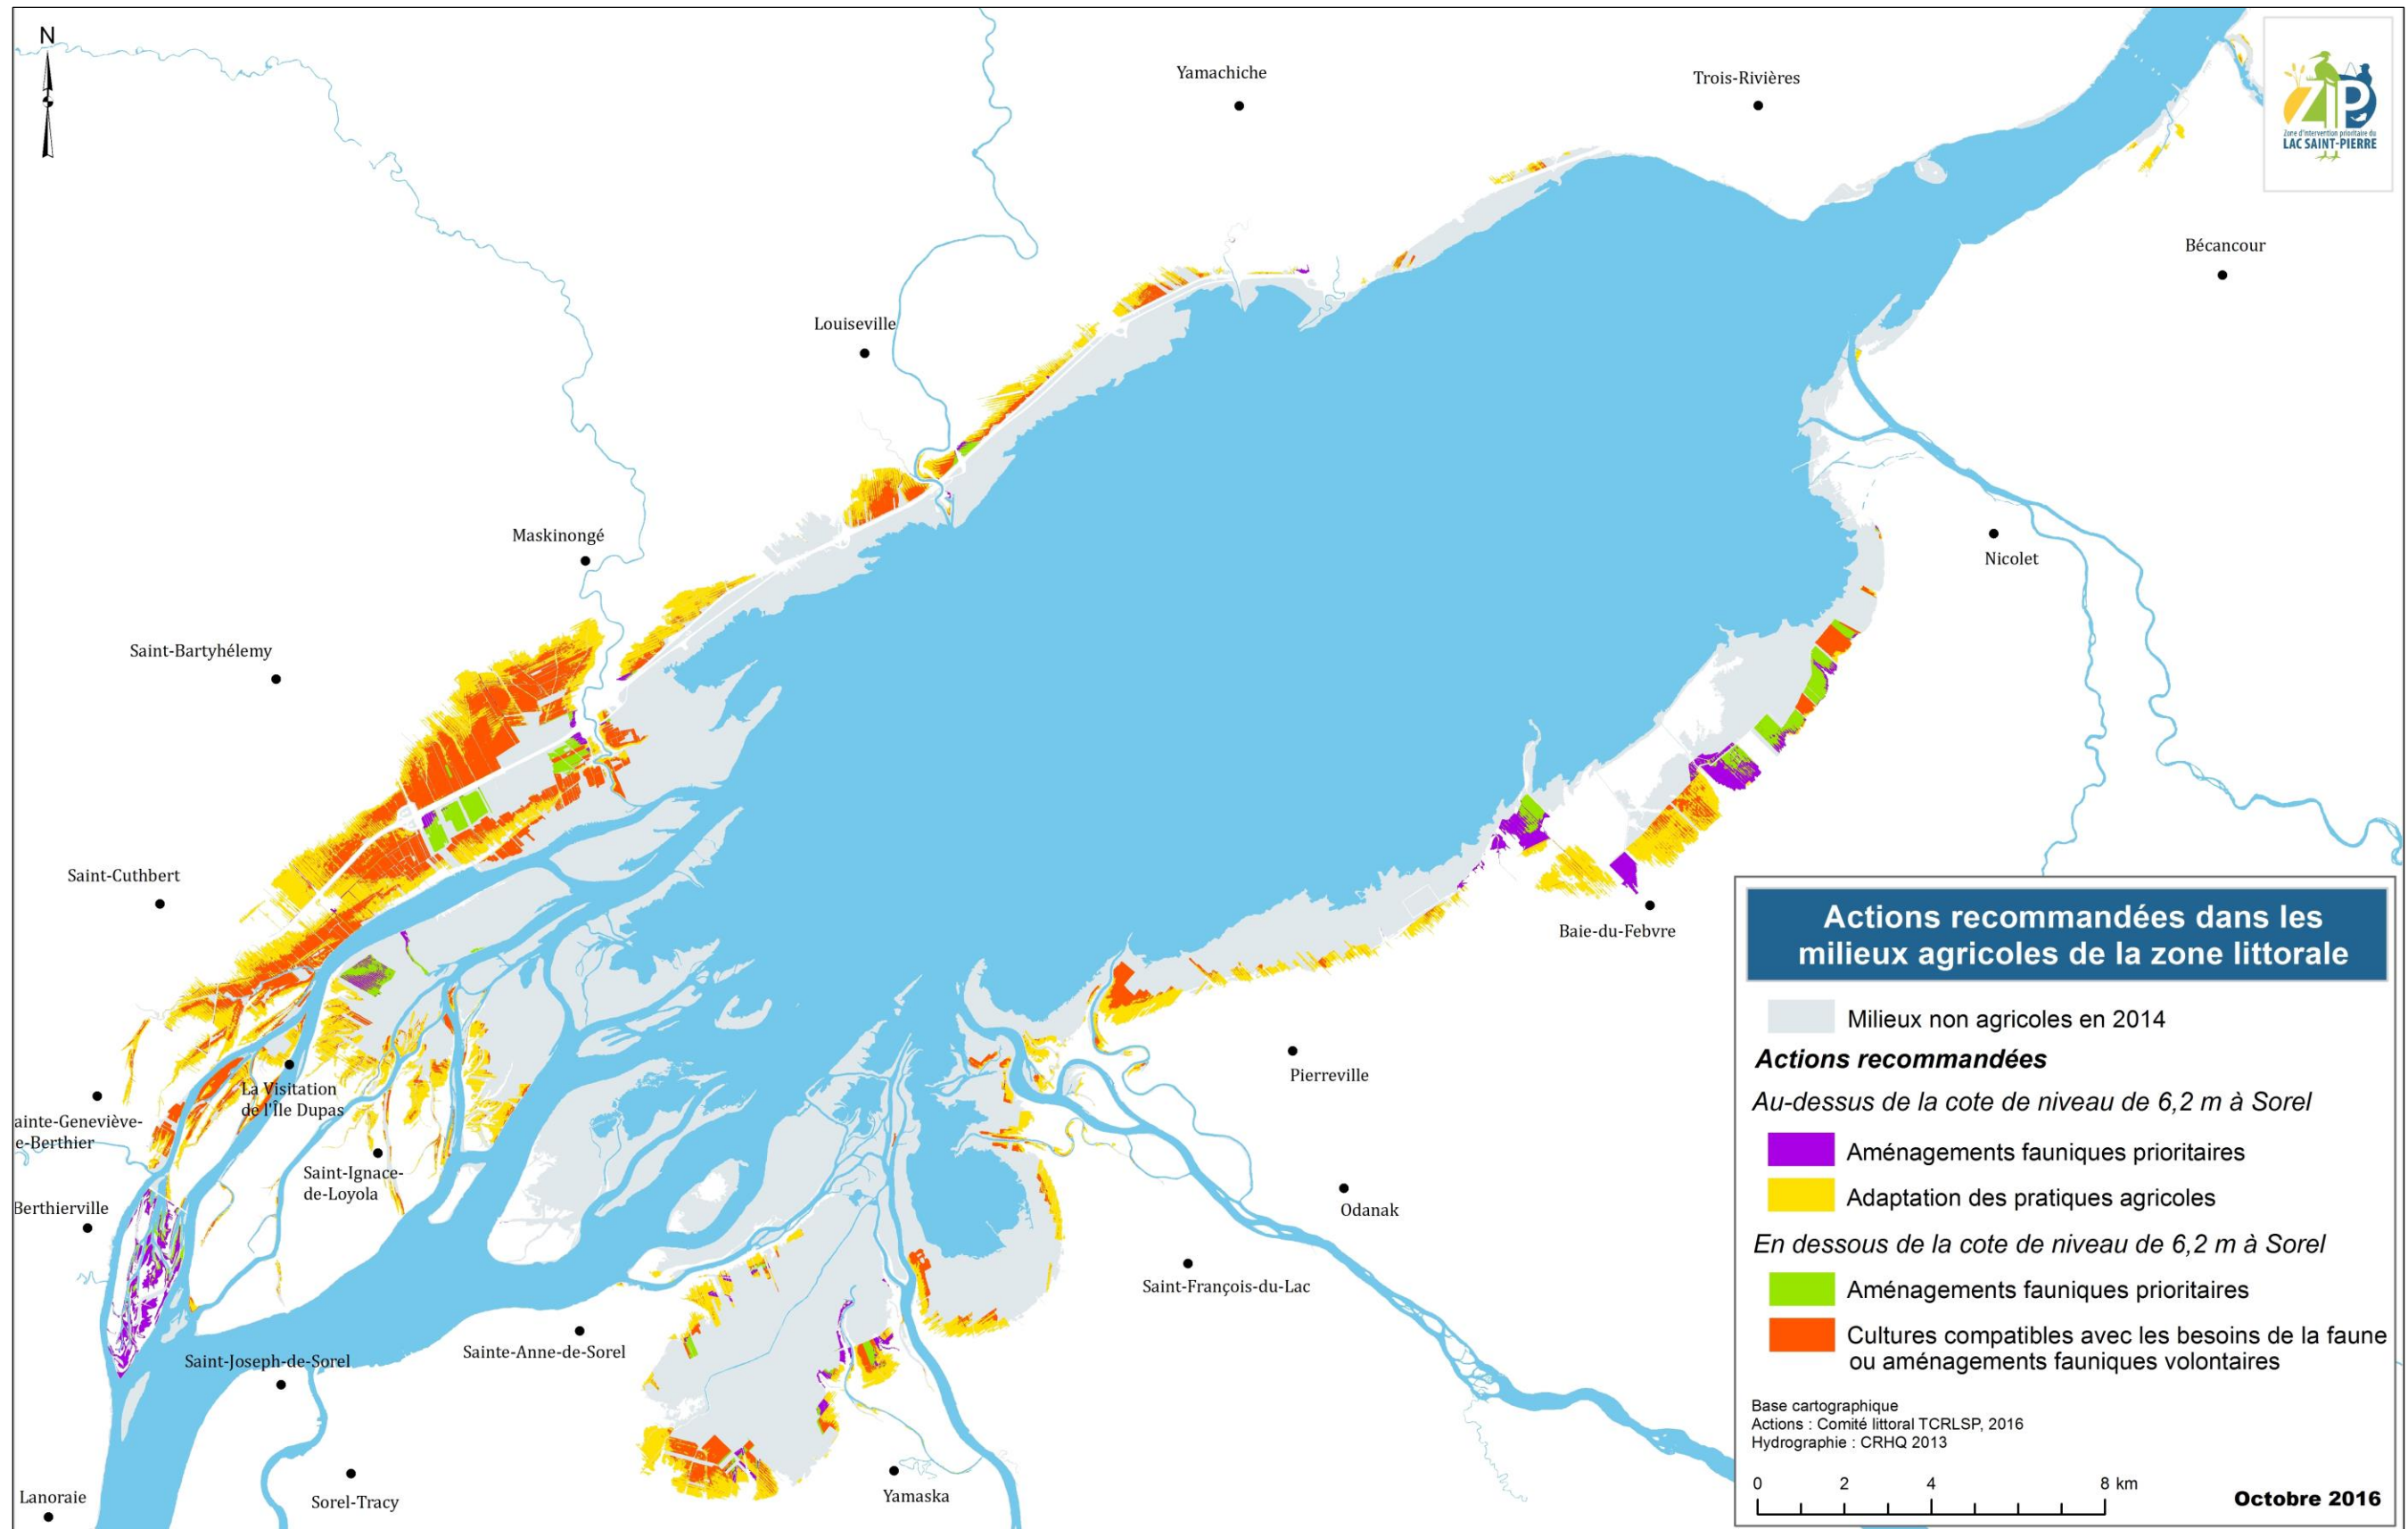 N
Yamachiche
Trois-Rivières
ZIP
Zone d'intervention prioritaire du
LAC SAINT-PIERRE
Bécancour
Louiseville
Maskinongé
Nicolet
Saint-Bartyhélemy
Saint-Cuthbert
Baie-du-Febvre
La Visitation
de l'Île Dupas
Pierreville
ainte-Geneviève-
e-Berthier
Saint-Ignace-
de-Loyola
Berthierville
Odanak
Saint-François-du-Lac
Sainte-Anne-de-Sorel
Saint-Joseph-de-Sorel
Lanoraie
Sorel-Tracy
Yamaska
Actions recommandées dans les
milieux agricoles de la zone littorale
Milieux non agricoles en 2014
Actions recommandées
Au-dessus de la cote de niveau de 6,2 m à Sorel
Aménagements fauniques prioritaires
Adaptation des pratiques agricoles
En dessous de la cote de niveau de 6,2 m à Sorel
Aménagements fauniques prioritaires
Cultures compatibles avec les besoins de la faune
ou aménagements fauniques volontaires
Base cartographique
Actions : Comité littoral TCRLSP, 2016
Hydrographie : CRHQ 2013
0 2 4 8 km
Octobre 2016